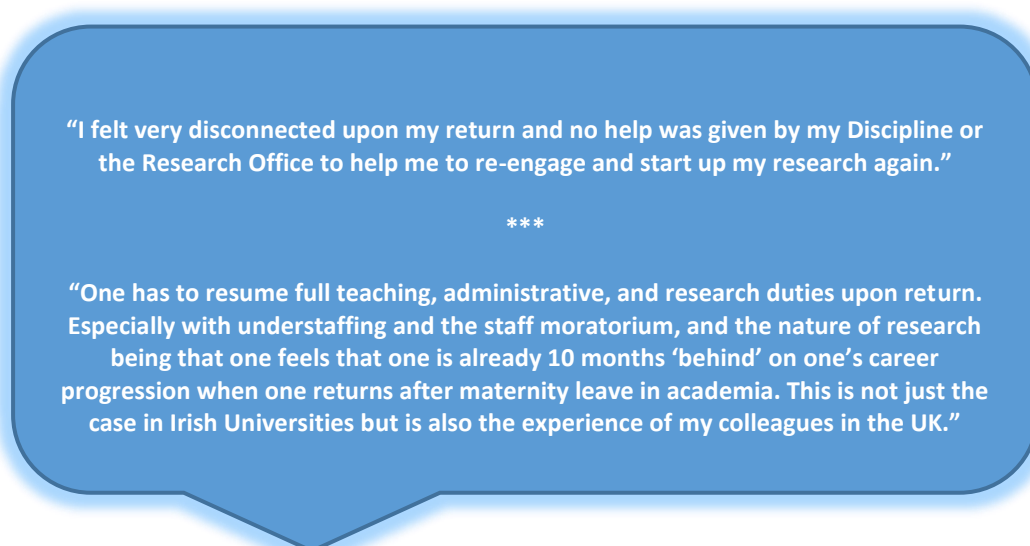 “I felt very disconnected upon my return and no help was given by my Discipline or
the Research Office to help me to re-engage and start up my research again.”
***
“One has to resume full teaching, administrative, and research duties upon return.
Especially with understaffing and the staff moratorium, and the nature of research
being that one feels that one is already 10 months ‘behind’ on one’s career
progression when one returns after maternity leave in academia. This is not just the
case in Irish Universities but is also the experience of my colleagues in the UK.”